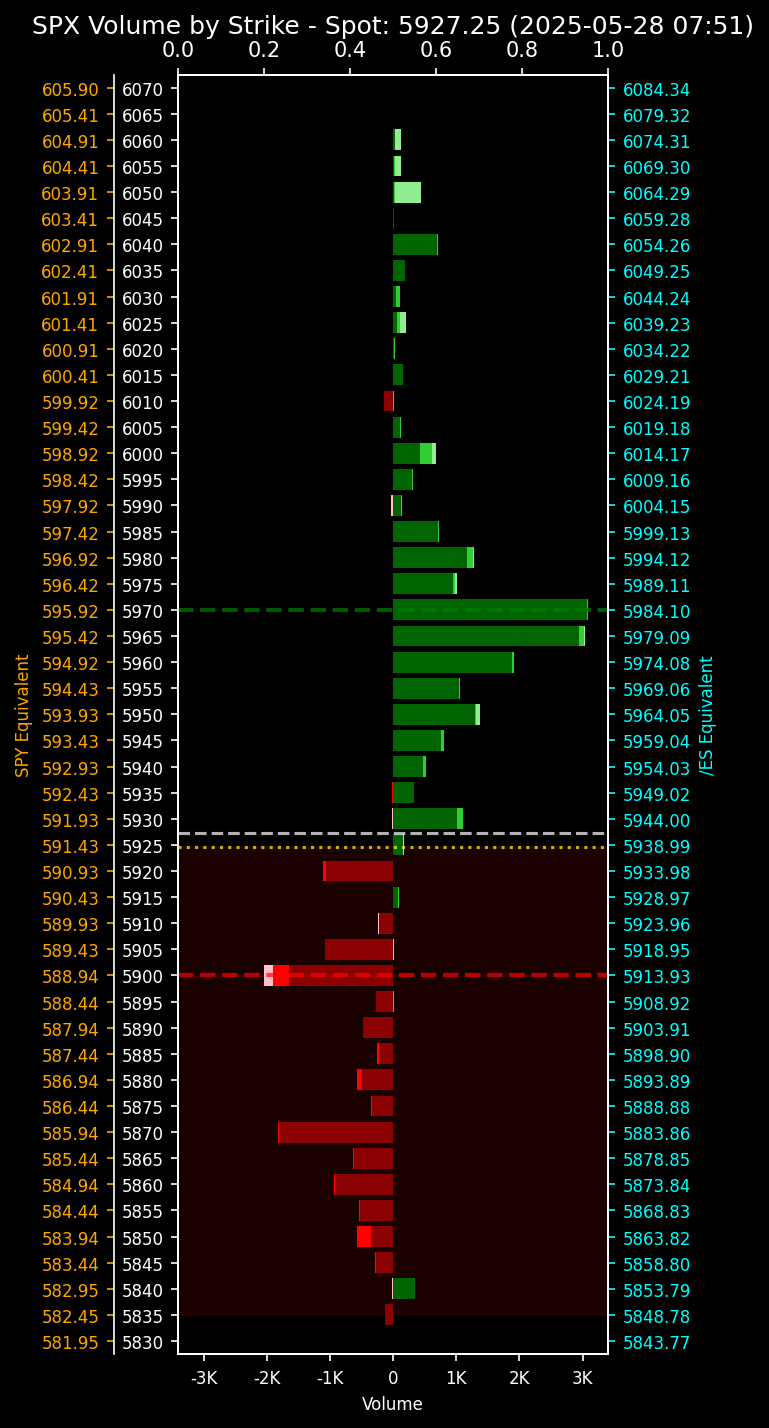 SPX Volume by Strike - Spot: 5927.25 (2025-05-28 07:51)
0.0 0.2 0.4 0.6 0.8 1.0
605.90 6070 6084.34
605.41 6065 6079.32
604.91 6060 6074.31
604.41 6055 6069.30
603.91 6050 6064.29
603.41 6045 6059.28
602.91 6040 6054.26
602.41 6035 6049.25
601.91 6030 6044.24
601.41 6025 6039.23
600.91 6020 6034.22
600.41 6015 6029.21
599.92 6010 6024.19
599.42 6005 6019.18
598.92 6000 6014.17
598.42 5995 6009.16
597.92 5990 6004.15
597.42 5985 5999.13
596.92 5980 5994.12
596.42 5975 5989.11
595.92 5970 5984.10
595.42 5965 5979.09
594.92 5960 5974.08
594.43 5955 5969.06
593.93 5950 5964.05
593.43 5945 5959.04
592.93 5940 5954.03
592.43 5935 5949.02
591.93 5930 5944.00
591.43 5925 5938.99
590.93 5920 5933.98
590.43 5915 5928.97
589.93 5910 5923.96
589.43 5905 5918.95
588.94 5900 5913.93
588.44 5895 5908.92
587.94 5890 5903.91
587.44 5885 5898.90
586.94 5880 5893.89
586.44 5875 5888.88
585.94 5870 5883.86
585.44 5865 5878.85
584.94 5860 5873.84
584.44 5855 5868.83
583.94 5850 5863.82
583.44 5845 5858.80
582.95 5840 5853.79
582.45 5835 5848.78
581.95 5830 5843.77
SPY Equivalent
/ES Equivalent
-3K -2K -1K 0 1K 2K 3K
Volume